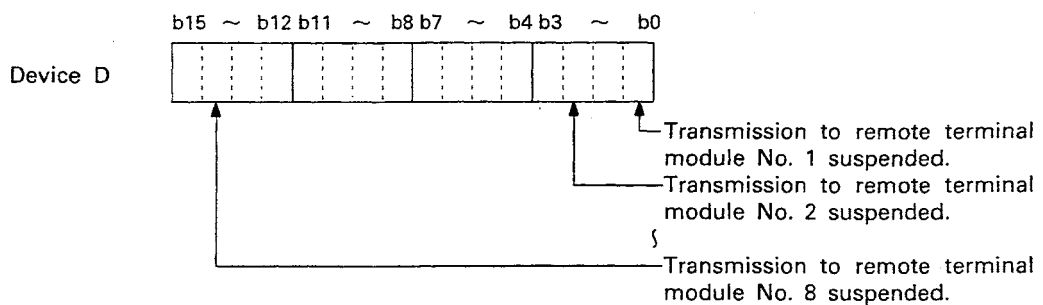 b15 ~ b12 b11 ~ b8 b7 ~ b4 b3 ~ b0
Device D
Transmission to remote terminal
module No. 1 suspended.
Transmission to remote terminal
module No. 2 suspended.
Transmission to remote terminal
module No. 8 suspended.